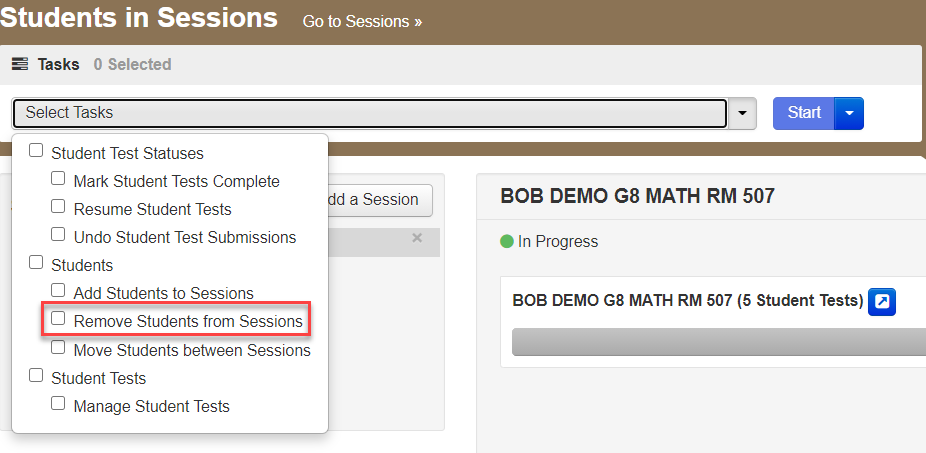 Students in Sessions Go to Sessions »
Tasks 0 Selected
Select Tasks
Start
Student Test Statuses
Mark Student Tests Complete
Resume Student Tests
Undo Student Test Submissions
Students
Add Students to Sessions
Remove Students from Sessions
Move Students between Sessions
Student Tests
Manage Student Tests
a Session
BOB DEMO G8 MATH RM 507
In Progress
BOB DEMO G8 MATH RM 507 (5 Student Tests)